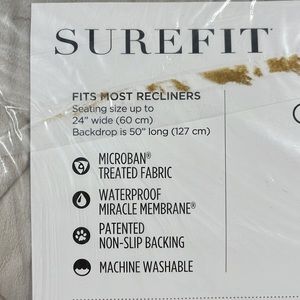 SUREFIT
FITS MOST RECLINERS
Seating size up to
24" wide (60 cm)
Backdrop is 50" long (127 cm)
MICROBAN®
TREATED FABRIC
WATERPROOF
MIRACLE MEMBRANE®
PATENTED
NON-SLIP BACKING
MACHINE WASHABLE